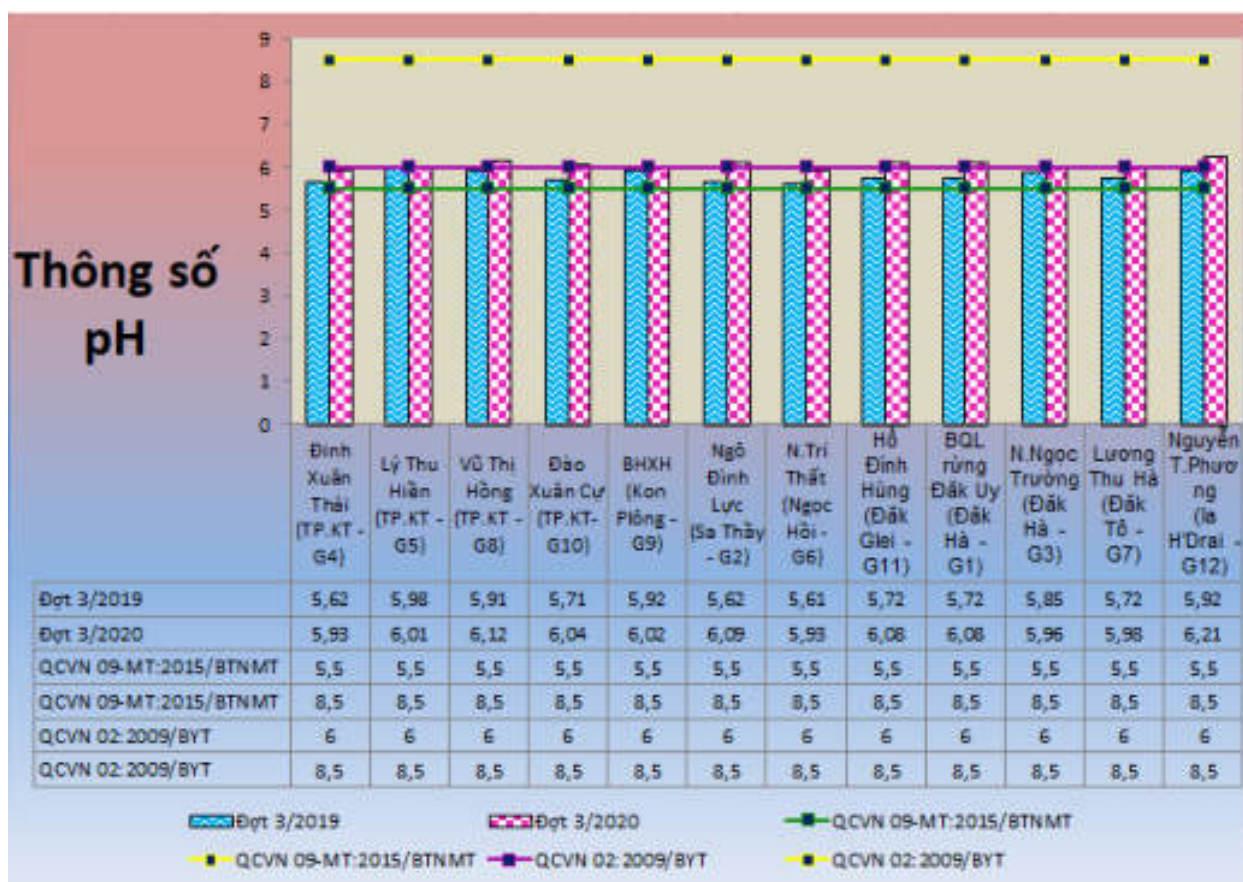 Thông số
pH
9
8
7
6
5
4
3
2
1
0
Đinh
Xuân
Thái
(TP.KT -
G4)
Lý Thu
Hiền
(TP.KT -
G5)
Vũ Thị
Hồng
(TP.KT -
G8)
Đào
Xuân Cự
(TP.KT-
G10)
BHXH
(Kon
Plông -
G9)
Ngô
Đình
Lực
(Sa Thầy
- G2)
N.Trí
Thất
(Ngọc
Hồi -
G6)
Hồ
Đình
Hùng
(Đăk
Glei -
G11)
BQL
rừng
Đăk Uy
(Đăk
Hà -
G1)
N.Ngọc
Trường
(Đăk
Hà -
G3)
Lương
Thu Hà
(Đăk
Tô -
G7)
Nguyễn
T.Phươ
ng
(Ia
H'Drai -
G12)
Đợt 3/2019 5,62 5,98 5,91 5,71 5,92 5,62 5,61 5,72 5,72 5,85 5,72 5,92
Đợt 3/2020 5,93 6,01 6,12 6,04 6,02 6,09 5,93 6,08 6,08 5,96 5,98 6,21
QCVN 09-MT:2015/BTNMT 5,5 5,5 5,5 5,5 5,5 5,5 5,5 5,5 5,5 5,5 5,5 5,5
QCVN 09-MT:2015/BTNMT 8,5 8,5 8,5 8,5 8,5 8,5 8,5 8,5 8,5 8,5 8,5 8,5
QCVN 02:2009/BYT 6 6 6 6 6 6 6 6 6 6 6 6
QCVN 02:2009/BYT 8,5 8,5 8,5 8,5 8,5 8,5 8,5 8,5 8,5 8,5 8,5 8,5
Đợt 3/2019 Đợt 3/2020 QCVN 09-MT:2015/BTNMT
QCVN 09-MT:2015/BTNMT QCVN 02:2009/BYT QCVN 02:2009/BYT